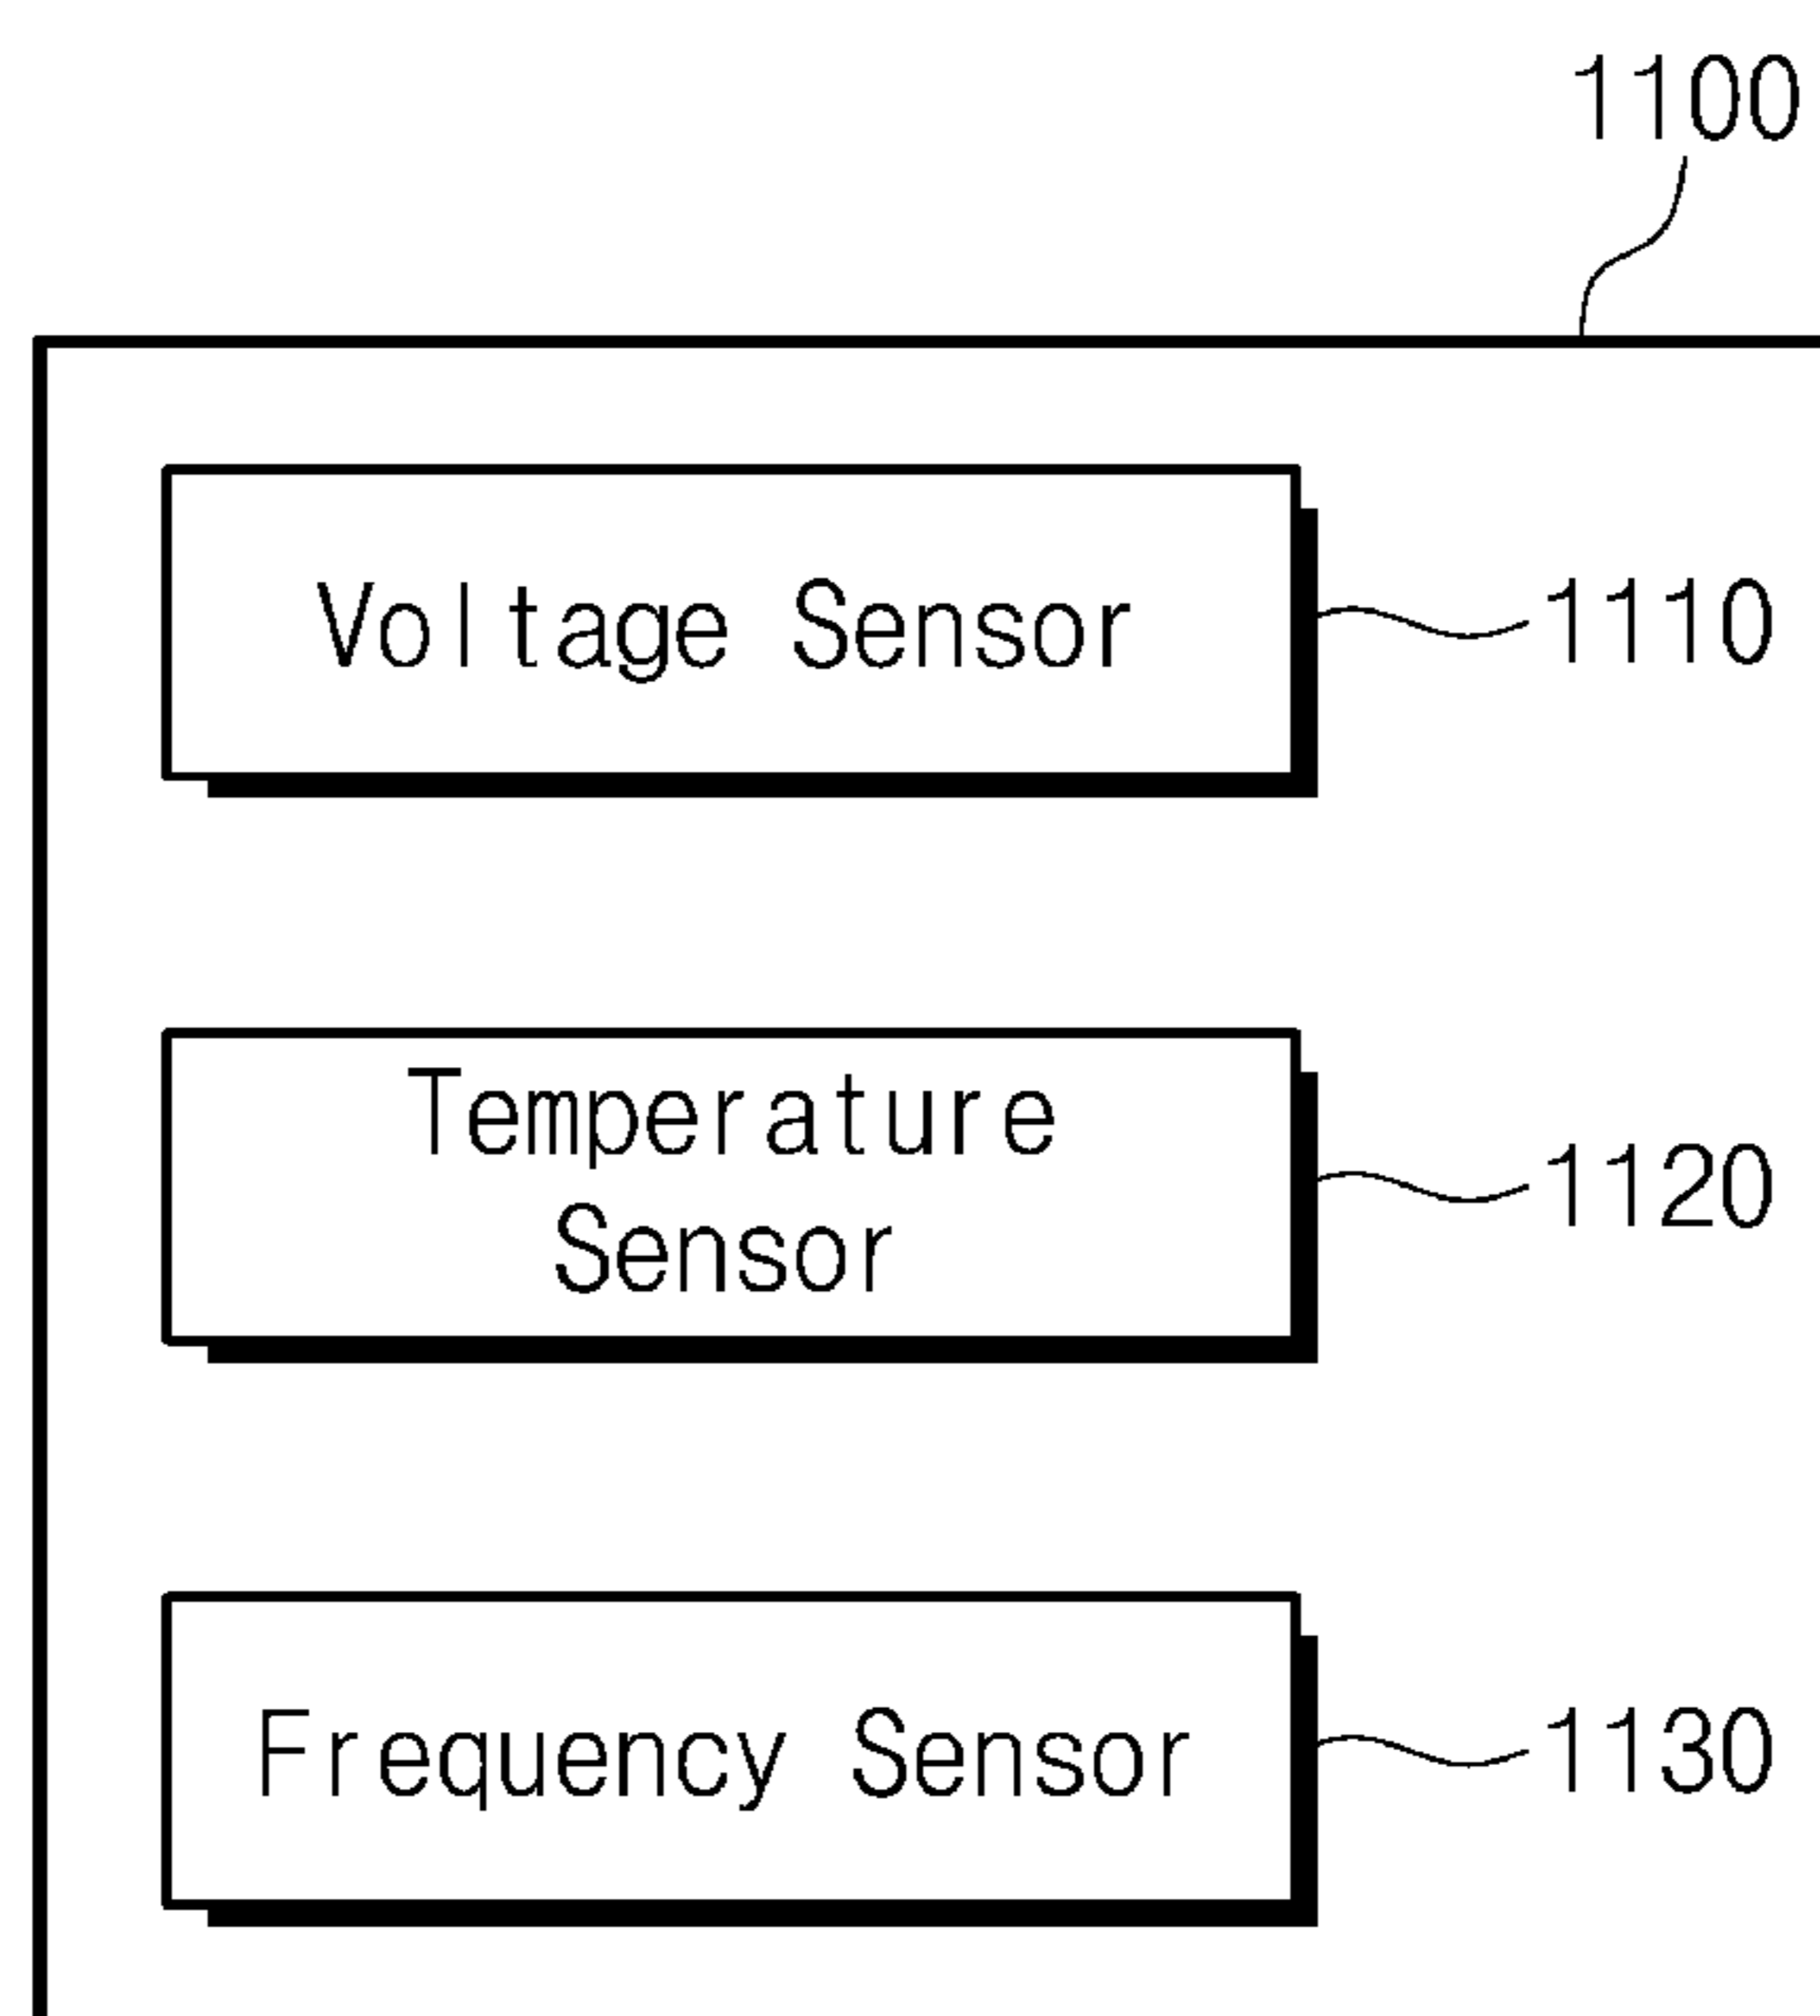 1100
Voltage Sensor
1110
Temperature
Sensor
1120
Frequency Sensor
1130